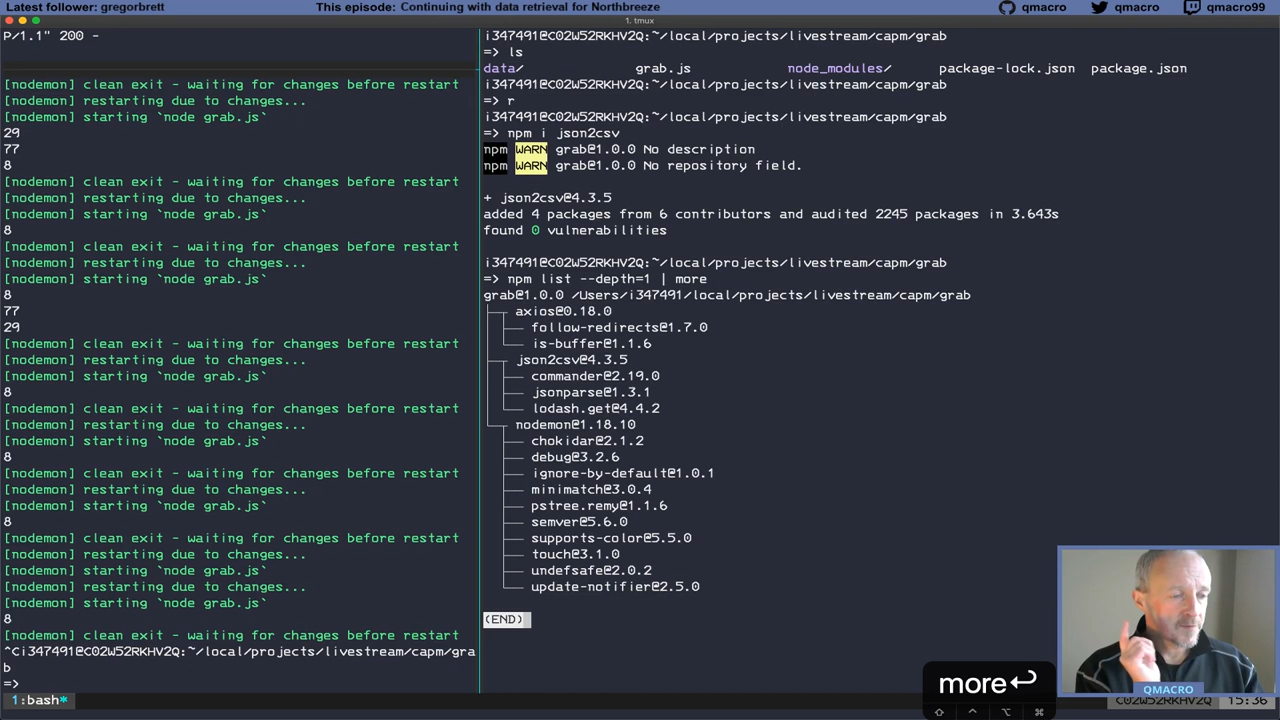 Latest follower: gregorbrett
This episode: Continuing with data retrieval for Northbreeze
qmacro
qmacro
qmacro99
1. tmux
P/1.1" 200 -
[nodemon] clean exit - waiting for changes before restart
[nodemon] restarting due to changes...
[nodemon] starting `node grab.js`
29
77
8
[nodemon] clean exit - waiting for changes before restart
[nodemon] restarting due to changes...
[nodemon] starting `node grab.js`
8
[nodemon] clean exit - waiting for changes before restart
[nodemon] restarting due to changes...
[nodemon] starting `node grab.js`
8
77
29
[nodemon] clean exit - waiting for changes before restart
[nodemon] restarting due to changes...
[nodemon] starting `node grab.js`
8
[nodemon] clean exit - waiting for changes before restart
[nodemon] restarting due to changes...
[nodemon] starting `node grab.js`
8
[nodemon] clean exit - waiting for changes before restart
[nodemon] restarting due to changes...
[nodemon] starting `node grab.js`
8
[nodemon] clean exit - waiting for changes before restart
[nodemon] restarting due to changes...
[nodemon] starting `node grab.js`
[nodemon] restarting due to changes...
[nodemon] starting `node grab.js`
8
[nodemon] clean exit - waiting for changes before restart
^Ci347491@C02W52RKHV2Q:~/local/projects/livestream/capm/gra
b
=>
i347491@C02W52RKHV2Q:~/local/projects/livestream/capm/grab
=> ls
data/ grab.js node_modules/ package-lock.json package.json
i347491@C02W52RKHV2Q:~/local/projects/livestream/capm/grab
=> r
i347491@C02W52RKHV2Q:~/local/projects/livestream/capm/grab
=> npm i json2csv
npm WARN grab@1.0.0 No description
npm WARN grab@1.0.0 No repository field.
+ json2csv@4.3.5
added 4 packages from 6 contributors and audited 2245 packages in 3.643s
found 0 vulnerabilities
i347491@C02W52RKHV2Q:~/local/projects/livestream/capm/grab
=> npm list --depth=1 | more
grab@1.0.0 /Users/i347491/local/projects/livestream/capm/grab
├─┬ axios@0.18.0
│ ├── follow-redirects@1.7.0
│ └── is-buffer@1.1.6
├─┬ json2csv@4.3.5
│ ├── commander@2.19.0
│ ├── jsonparse@1.3.1
│ └── lodash.get@4.4.2
└─┬ nodemon@1.18.10
  ├── chokidar@2.1.2
  ├── debug@3.2.6
  ├── ignore-by-default@1.0.1
  ├── minimatch@3.0.4
  ├── pstree.remy@1.1.6
  ├── semver@5.6.0
  ├── supports-color@5.5.0
  ├── touch@3.1.0
  ├── undefsafe@2.0.2
  └── update-notifier@2.5.0
(END)
more↩
QMACRO
1:bash*
C02W52RKHV2Q 15:36